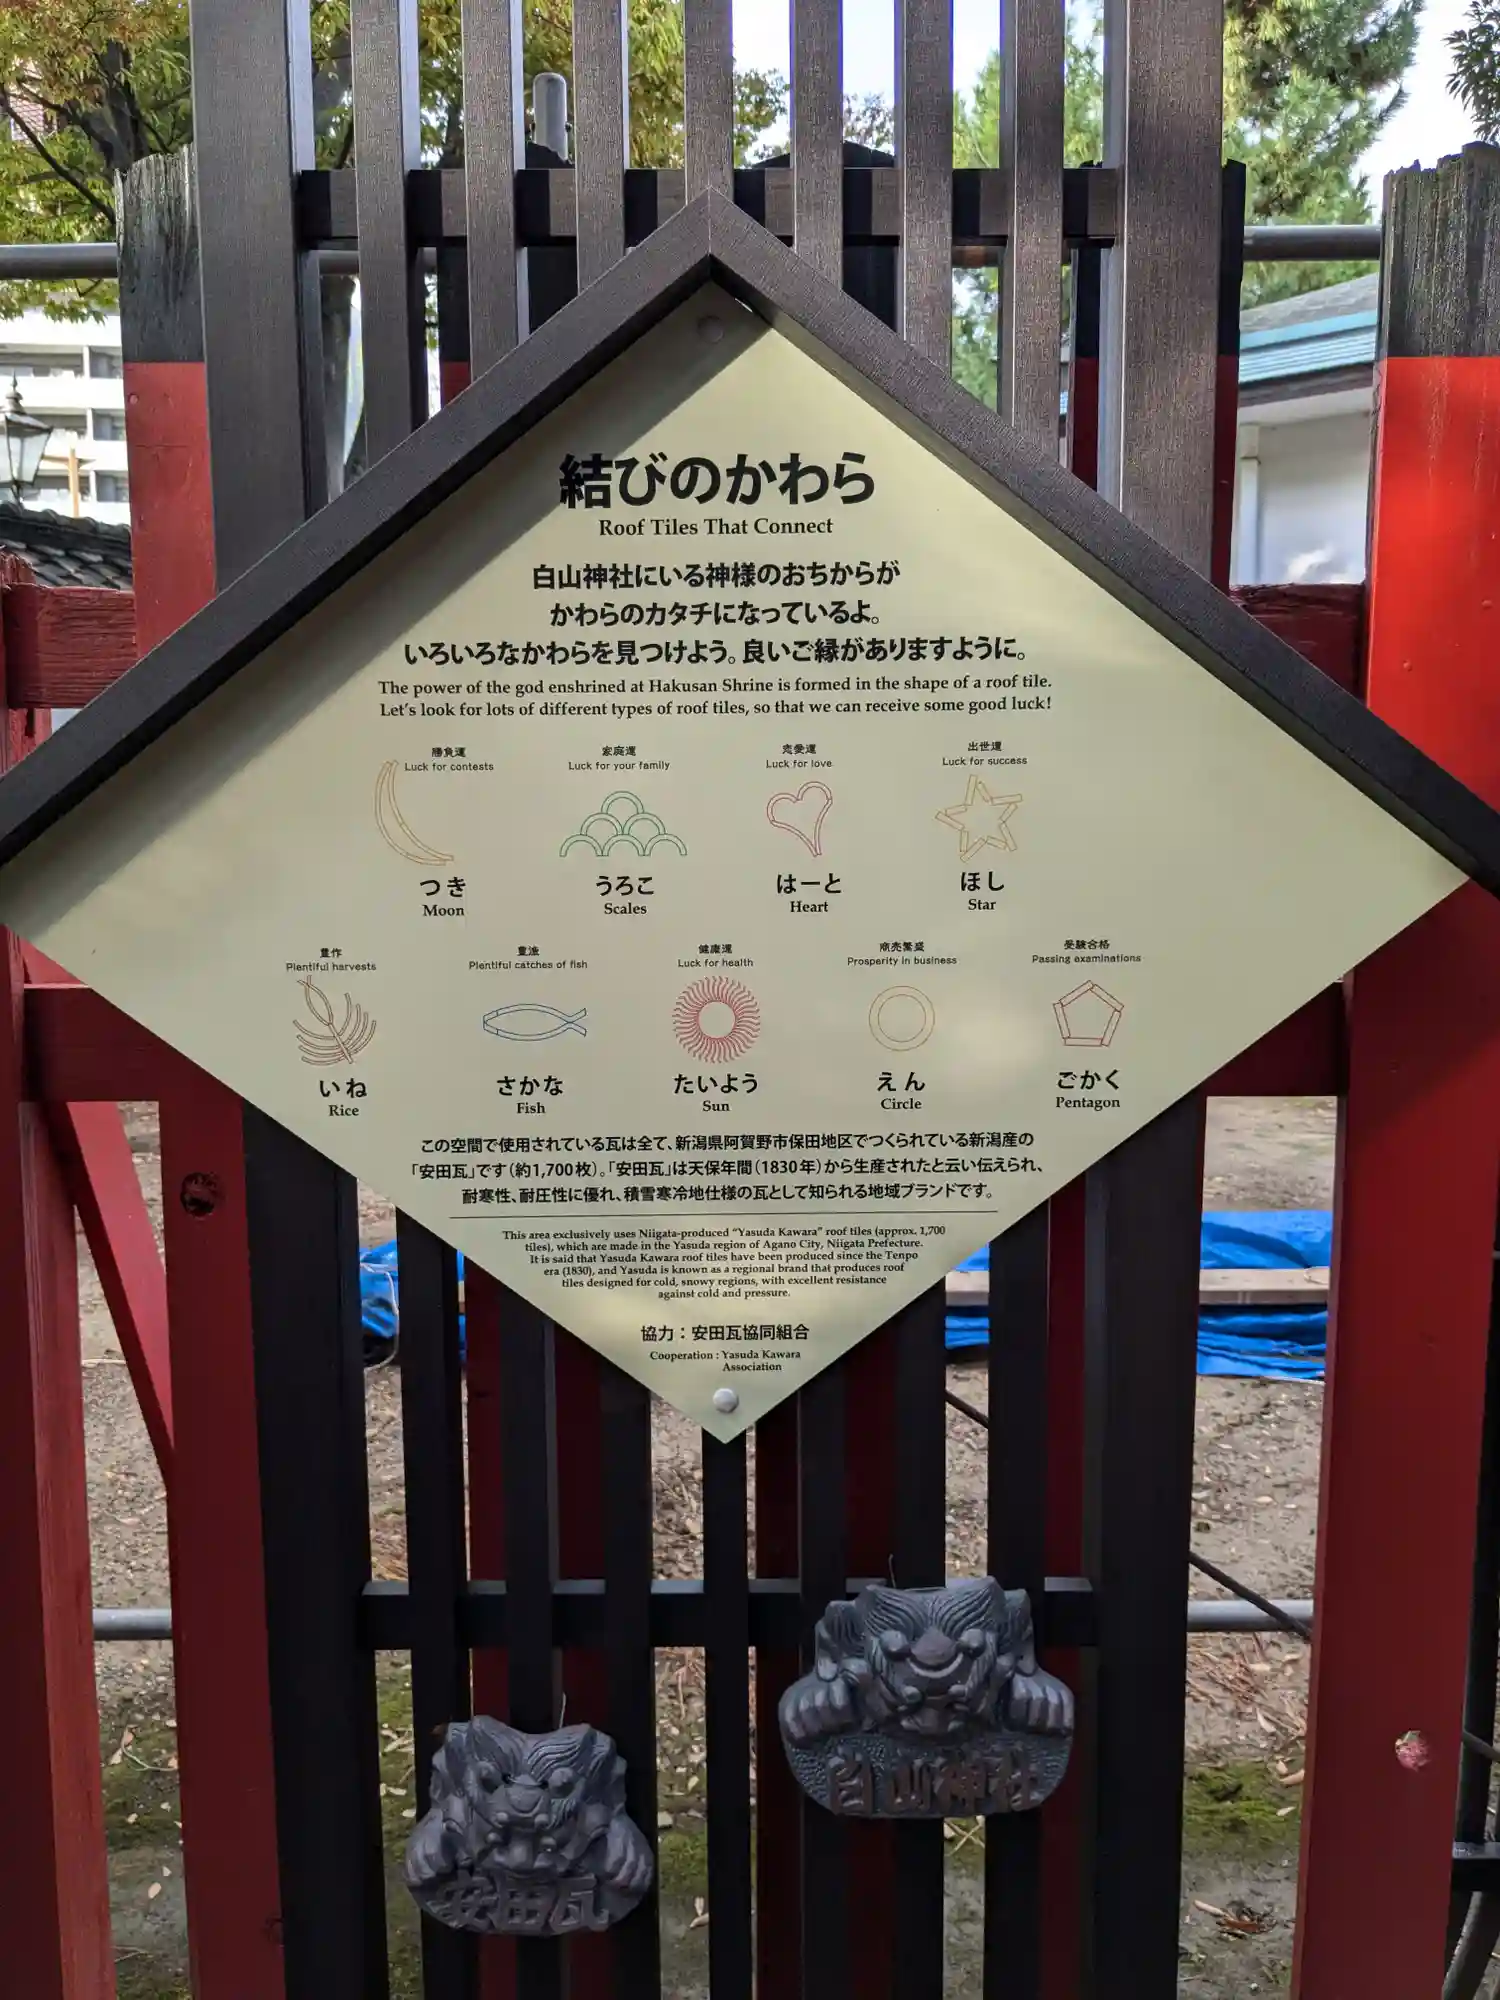 結びのかわら
Roof Tiles That Connect
白山神社にいる神様のおちからが
かわらのカタチになっているよ。
いろいろなかわらを見つけよう。良いご縁がありますように。
The power of the god enshrined at Hakusan Shrine is formed in the shape of a roof tile.
Let's look for lots of different types of roof tiles, so that we can receive some good luck!
勝負運
Luck for contests
つき
Moon
家庭運
Luck for your family
うろこ
Scales
恋愛運
Luck for love
はーと
Heart
出世運
Luck for success
ほし
Star
豊作
Plentiful harvests
いね
Rice
豊漁
Plentiful catches of fish
さかな
Fish
健康運
Luck for health
たいよう
Sun
商売繁盛
Prosperity in business
えん
Circle
受験合格
Passing examinations
ごかく
Pentagon
この空間で使用されている瓦は全て、新潟県阿賀野市保田地区でつくられている新潟産の
「安田瓦」です(約1,700枚)。「安田瓦」は天保年間(1830年)から生産されたと云い伝えられ、
耐寒性、耐圧性に優れ、積雪寒冷地仕様の瓦として知られる地域ブランドです。
This area exclusively uses Niigata-produced “Yasuda Kawara” roof tiles (approx. 1,700
tiles), which are made in the Yasuda region of Agano City, Niigata Prefecture.
It is said that Yasuda Kawara roof tiles have been produced since the Tenpo
era (1830), and Yasuda is known as a regional brand that produces roof
tiles designed for cold, snowy regions, with excellent resistance
against cold and pressure.
協力：安田瓦協同組合
Cooperation : Yasuda Kawara
Association
白山神社
安田瓦